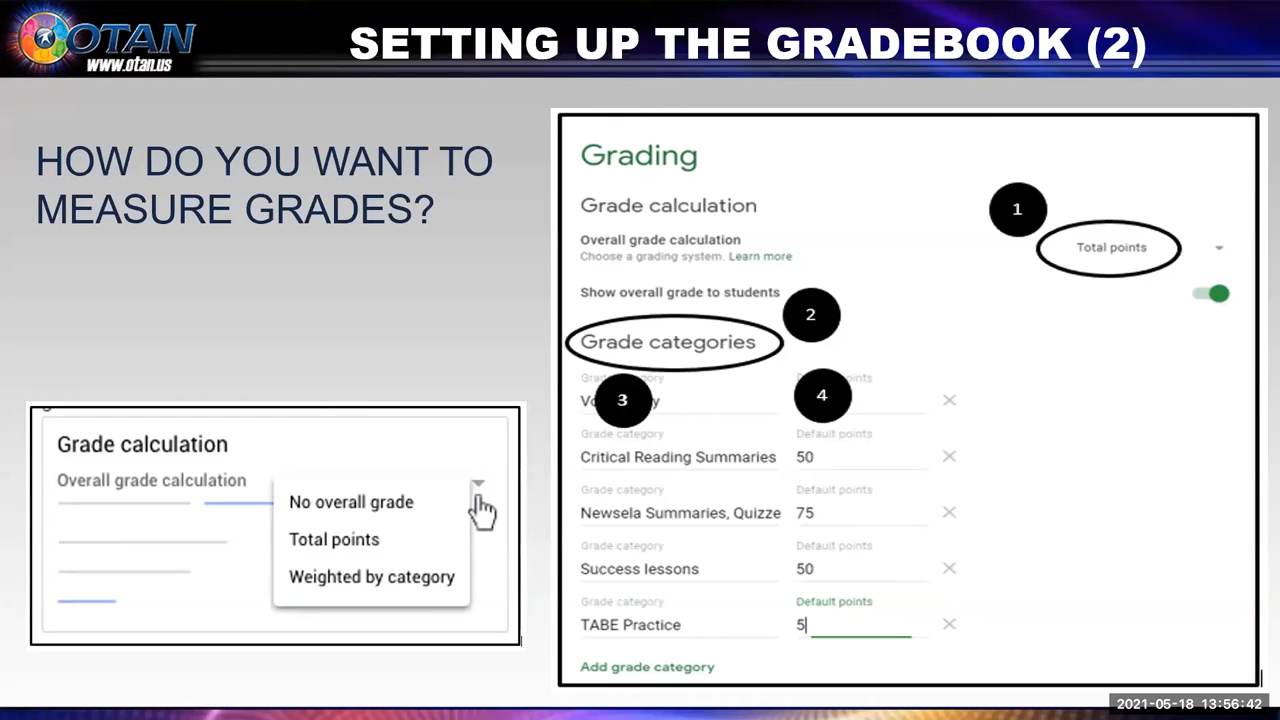 OTAN
www.otan.us
SETTING UP THE GRADEBOOK (2)
HOW DO YOU WANT TO
MEASURE GRADES?
Grade calculation
Overall grade calculation
No overall grade
Total points
Weighted by category
Grading
Grade calculation
1
Overall grade calculation
Total points
Choose a grading system. Learn more
Show overall grade to students
2
Grade categories
3
4
Grade category Default points
Critical Reading Summaries 50
Grade category Default points
Newsela Summaries, Quizze 75
Grade category Default points
Success lessons 50
Grade category Default points
TABE Practice 5
Add grade category
2021-05-18 13:56:42